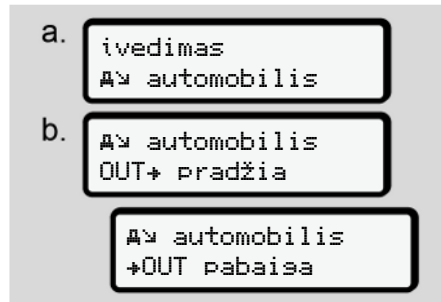 a.
ivedimas
A↘ automobilis
b.
A↘ automobilis
OUT→ pradžia
A↘ automobilis
→OUT pabaiga